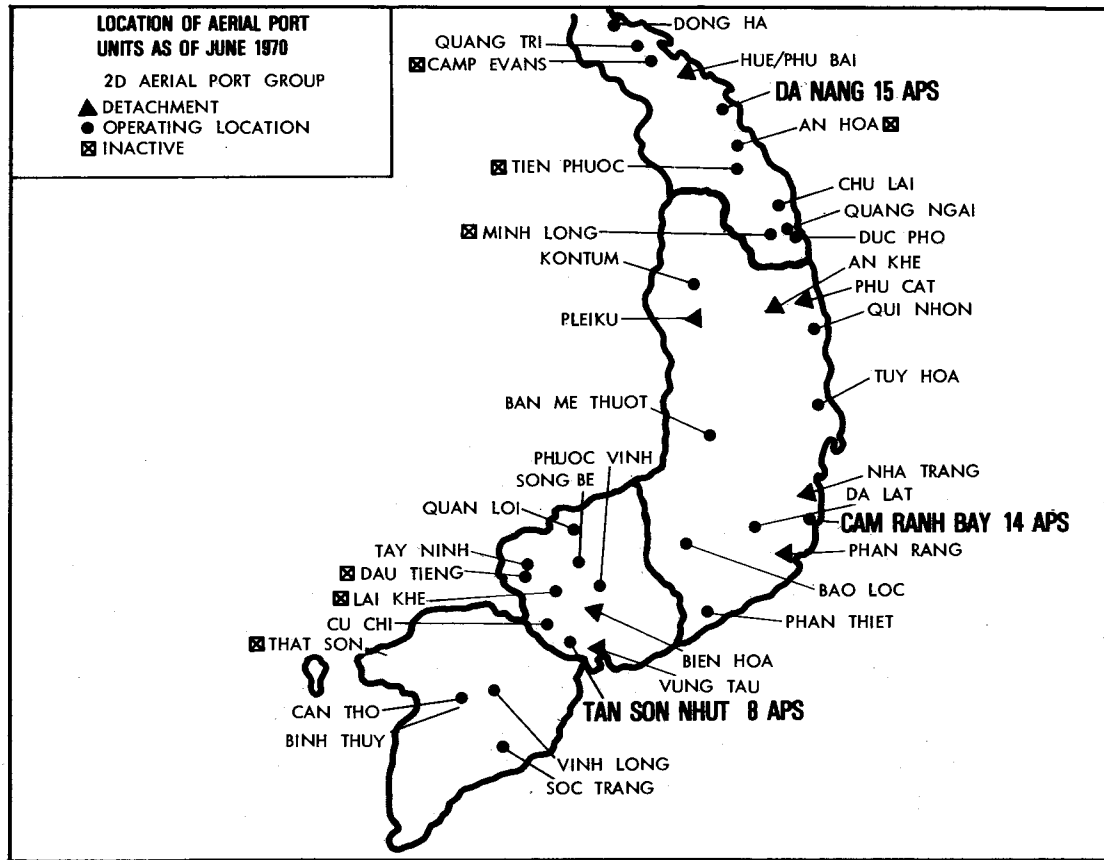 LOCATION OF AERIAL PORT
UNITS AS OF JUNE 1970
2D AERIAL PORT GROUP
DETACHMENT
OPERATING LOCATION
INACTIVE
DONG HA
QUANG TRI
CAMP EVANS
HUE/PHU BAI
DA NANG 15 APS
AN HOA
TIEN PHUOC
CHU LAI
QUANG NGAI
MINH LONG
DUC PHO
KONTUM
AN KHE
PHU CAT
PLEIKU
QUI NHON
TUY HOA
BAN ME THUOT
PHUOC VINH
SONG BE
NHA TRANG
DA LAT
QUAN LOI
CAM RANH BAY 14 APS
TAY NINH
PHAN RANG
DAU TIENG
BAO LOC
LAI KHE
PHAN THIET
CU CHI
THAT SON
BIEN HOA
VUNG TAU
CAN THO
TAN SON NHUT 8 APS
BINH THUY
VINH LONG
SOC TRANG